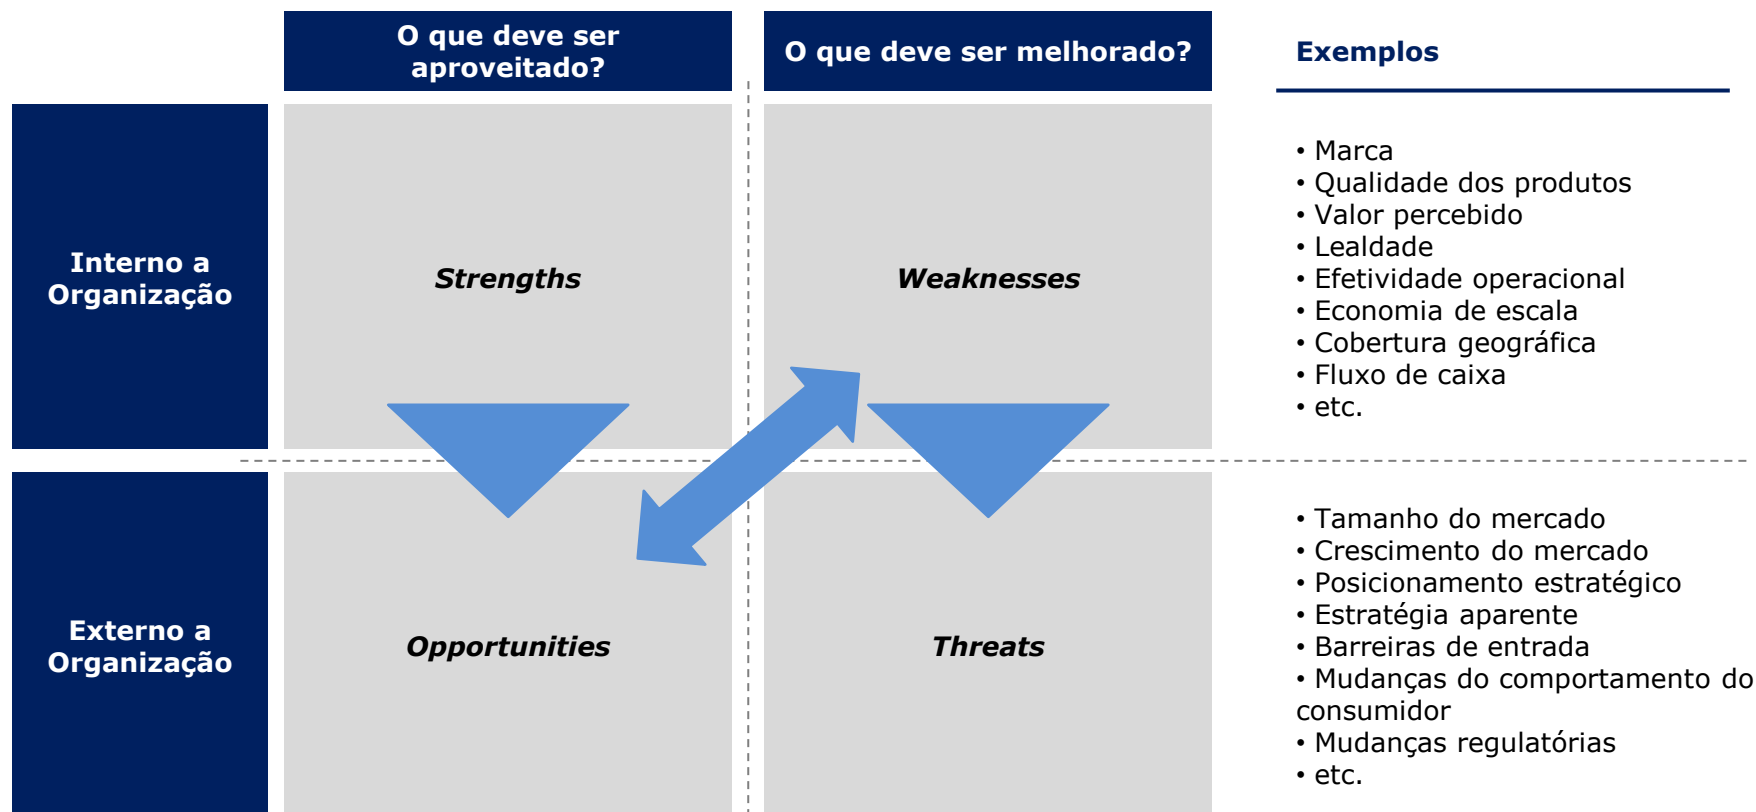 O que deve ser
aproveitado?
O que deve ser melhorado?
Exemplos
Interno a
Organização
Strengths
Weaknesses
• Marca
• Qualidade dos produtos
• Valor percebido
• Lealdade
• Efetividade operacional
• Economia de escala
• Cobertura geográfica
• Fluxo de caixa
• etc.
Externo a
Organização
Opportunities
Threats
• Tamanho do mercado
• Crescimento do mercado
• Posicionamento estratégico
• Estratégia aparente
• Barreiras de entrada
• Mudanças do comportamento do
consumidor
• Mudanças regulatórias
• etc.